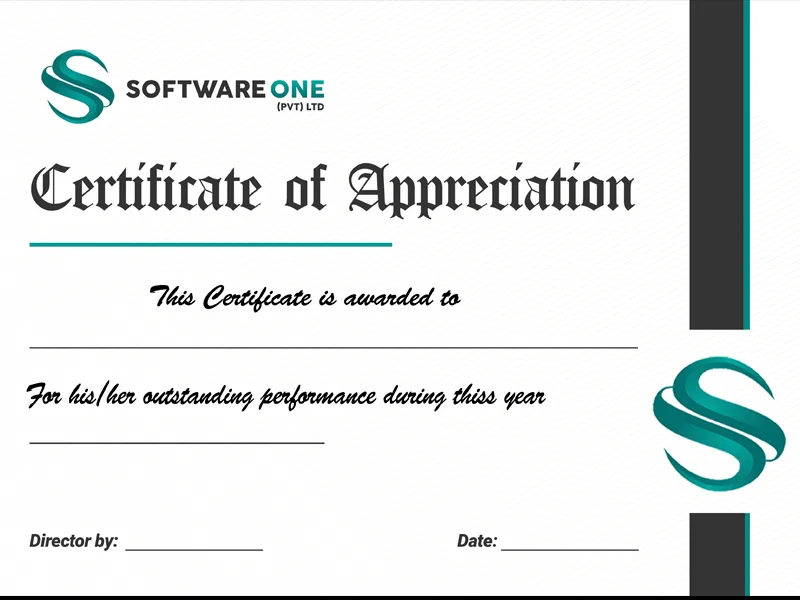 SOFTWARE ONE
(PVT) LTD
Certificate of Appreciation
This Certificate is awarded to
For his/her outstanding performance during thiss year
Director by:
Date: